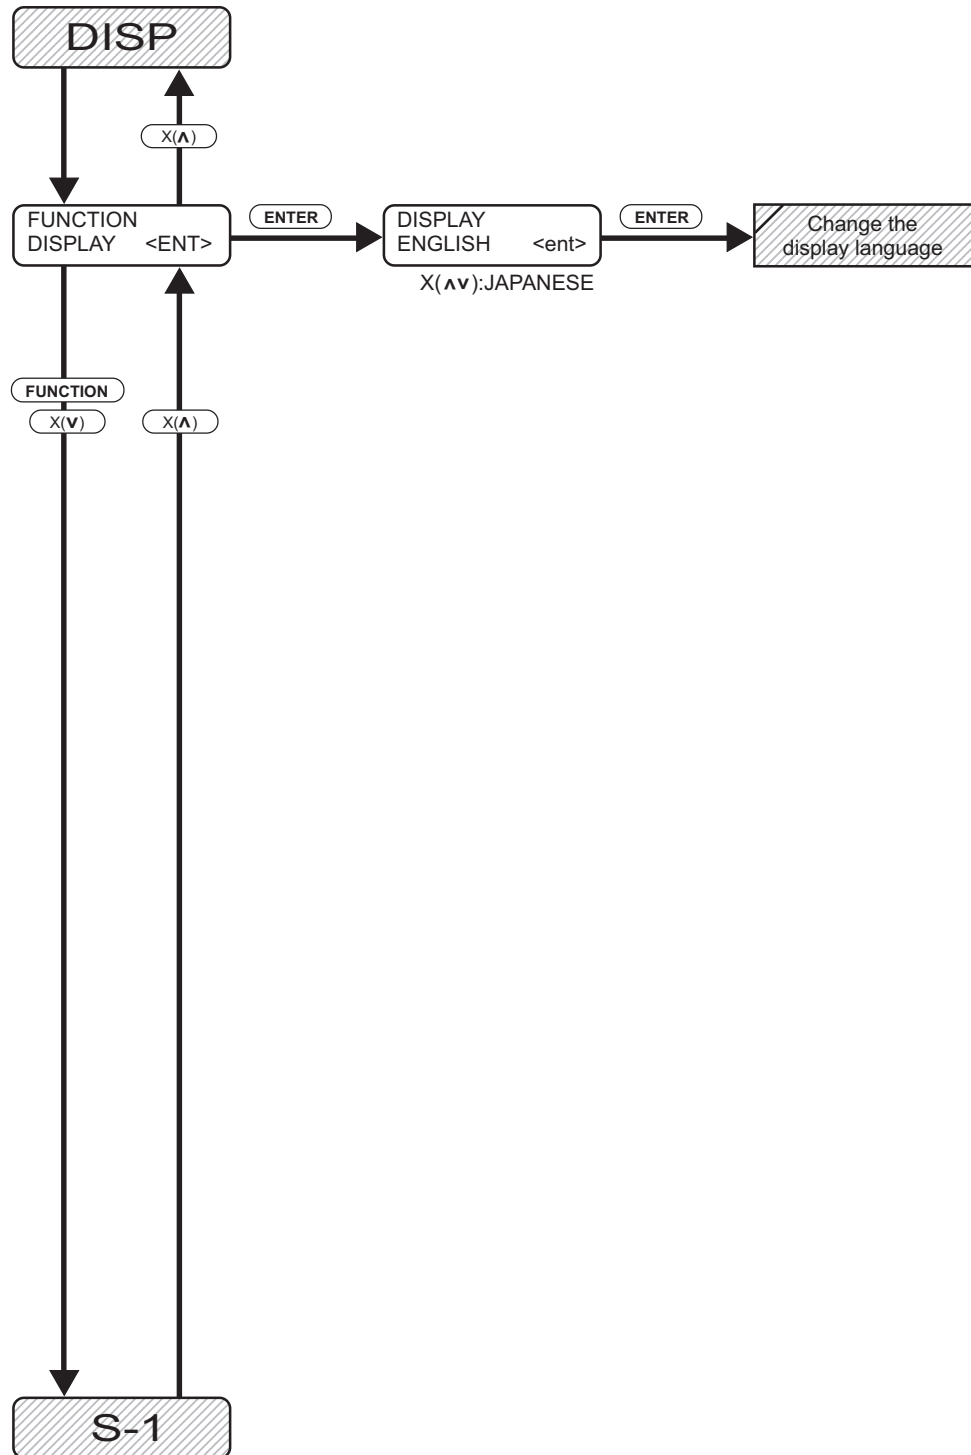 DISP
X(∧)
FUNCTION
DISPLAY <ENT>
ENTER
DISPLAY
ENGLISH <ent>
X(∧∨):JAPANESE
ENTER
Change the
display language
FUNCTION
X(∨)
X(∧)
S-1